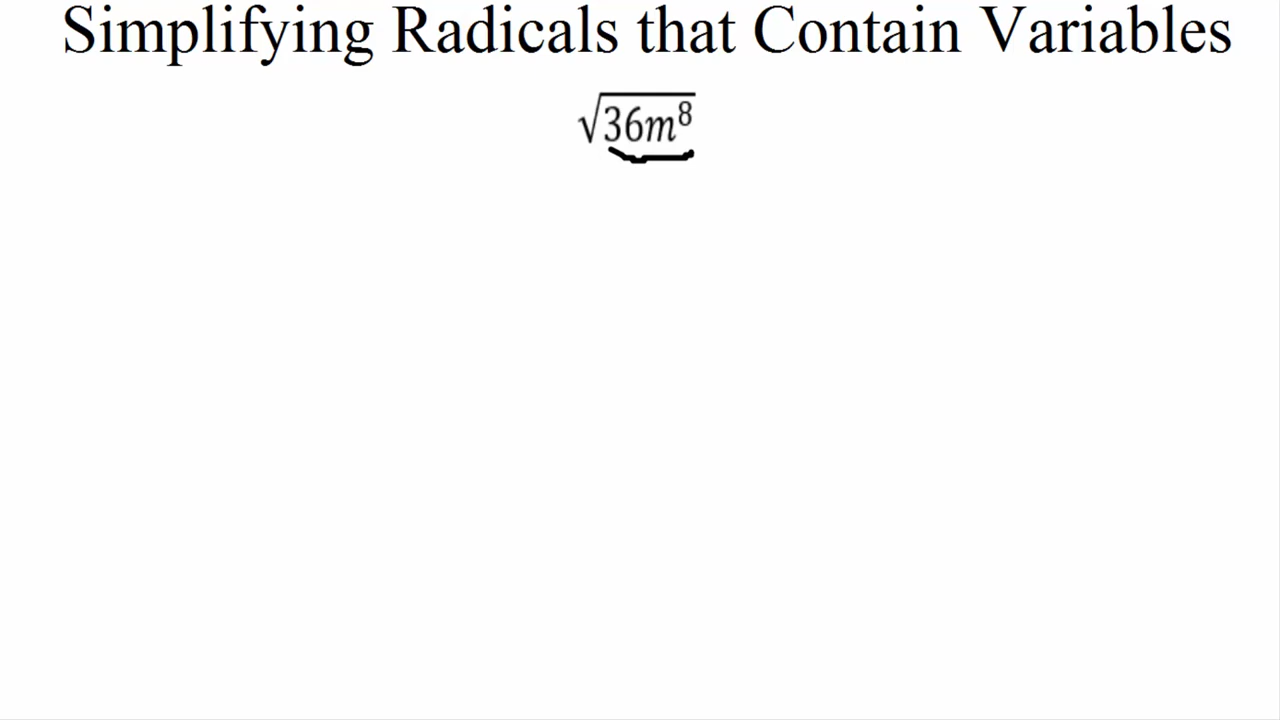 Simplifying Radicals that Contain Variables
√36m⁸